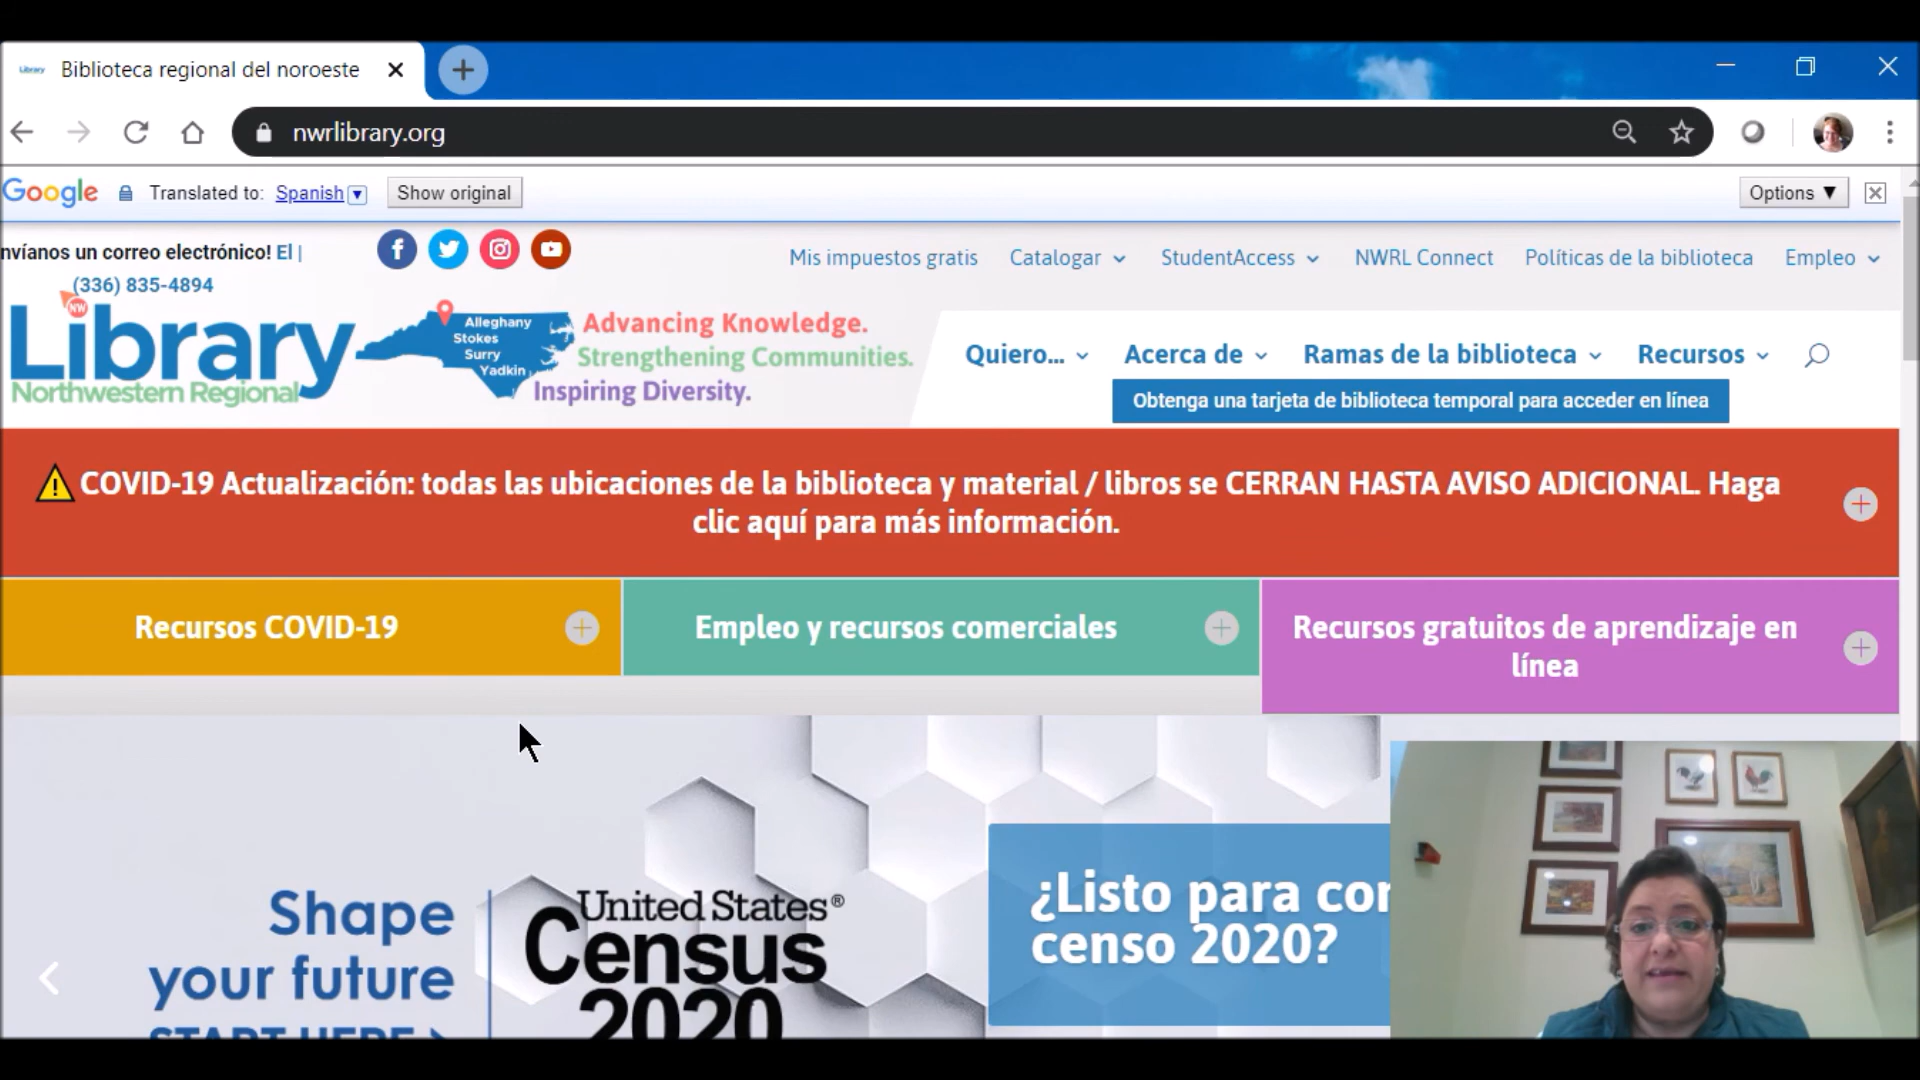 Library
Biblioteca regional del noroeste
nwrlibrary.org
Google
Translated to: Spanish
Show original
Options ▼
nvíanos un correo electrónico! El |
(336) 835-4894
Mis impuestos gratis
Catalogar
StudentAccess
NWRL Connect
Políticas de la biblioteca
Empleo
NW
Library
Northwestern Regional
Alleghany
Stokes
Surry
Yadkin
Advancing Knowledge.
Strengthening Communities.
Inspiring Diversity.
Quiero...
Acerca de
Ramas de la biblioteca
Recursos
Obtenga una tarjeta de biblioteca temporal para acceder en línea
COVID-19 Actualización: todas las ubicaciones de la biblioteca y material / libros se CERRAN HASTA AVISO ADICIONAL. Haga
clic aquí para más información.
Recursos COVID-19
Empleo y recursos comerciales
Recursos gratuitos de aprendizaje en
línea
Shape
your future
START HERE >
United States®
Census
2020
¿Listo para con
censo 2020?